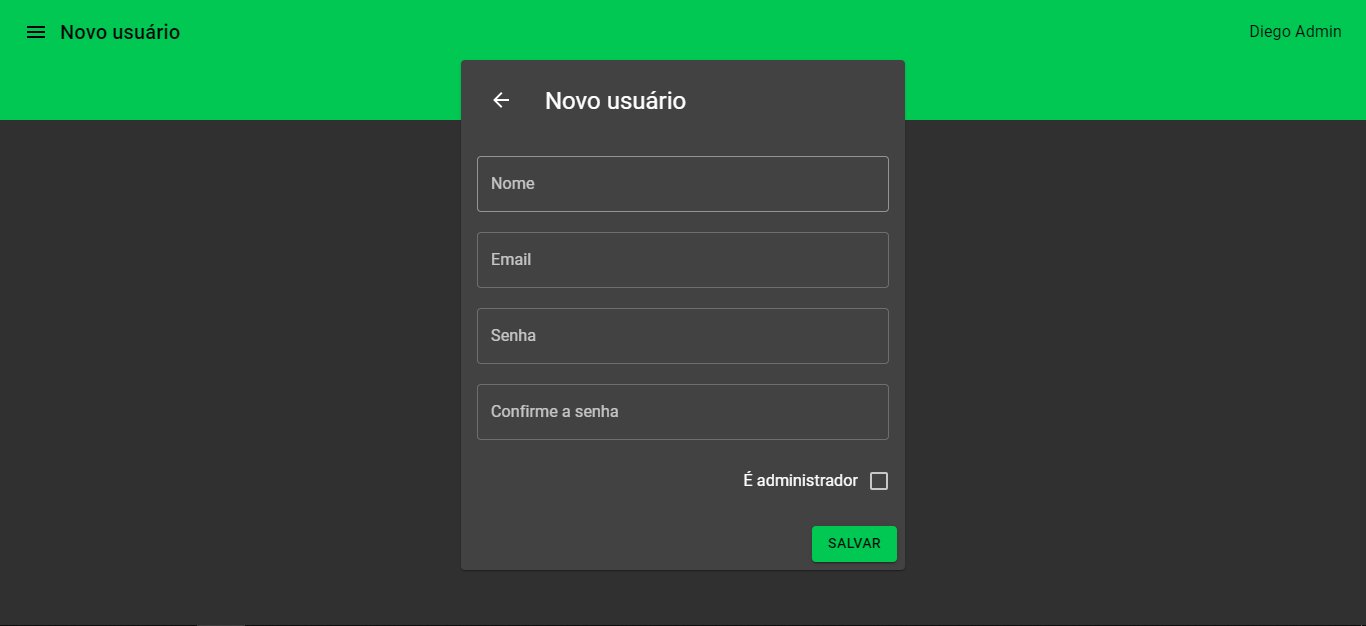 Novo usuário
Diego Admin
Novo usuário
Nome
Email
Senha
Confirme a senha
É administrador
SALVAR